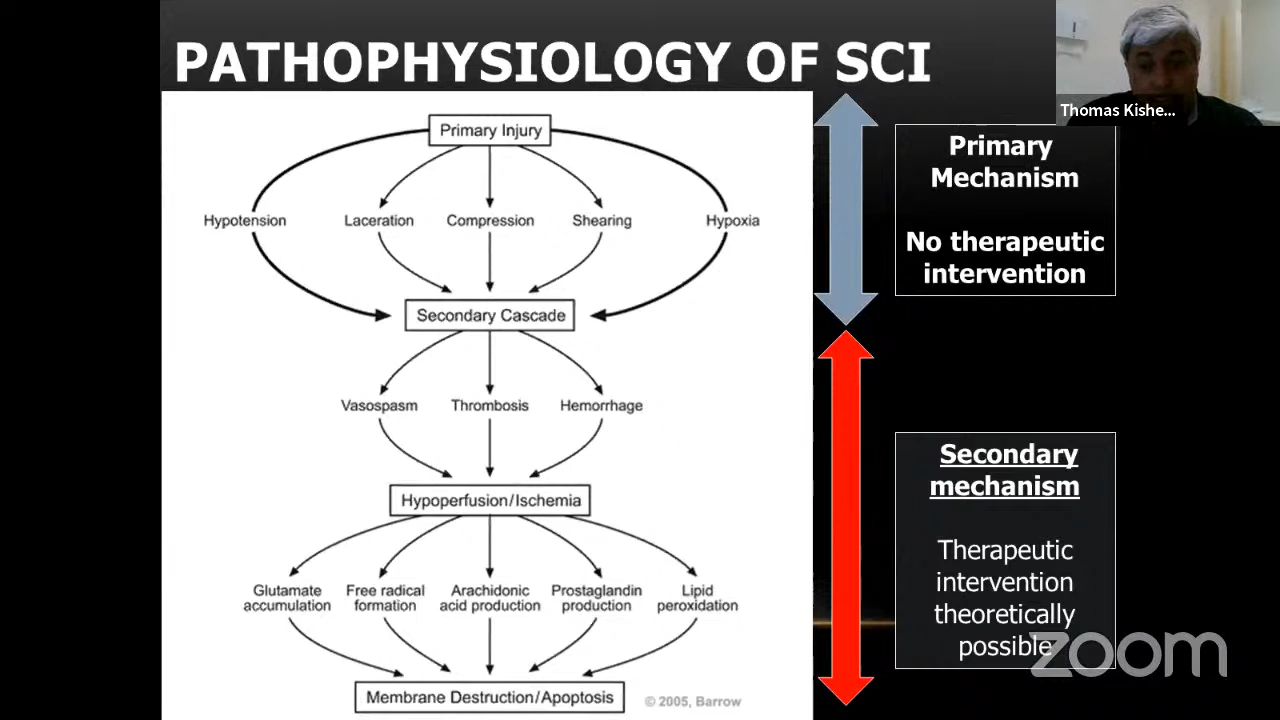 PATHOPHYSIOLOGY OF SCI
Thomas Kishe...
Primary Injury
Hypotension
Laceration
Compression
Shearing
Hypoxia
Secondary Cascade
Vasospasm
Thrombosis
Hemorrhage
Hypoperfusion/Ischemia
Glutamate
accumulation
Free radical
formation
Arachidonic
acid production
Prostaglandin
production
Lipid
peroxidation
Membrane Destruction/Apoptosis
© 2005, Barrow
Primary
Mechanism
No therapeutic
intervention
Secondary
mechanism
Therapeutic
intervention
theoretically
possible
zoom